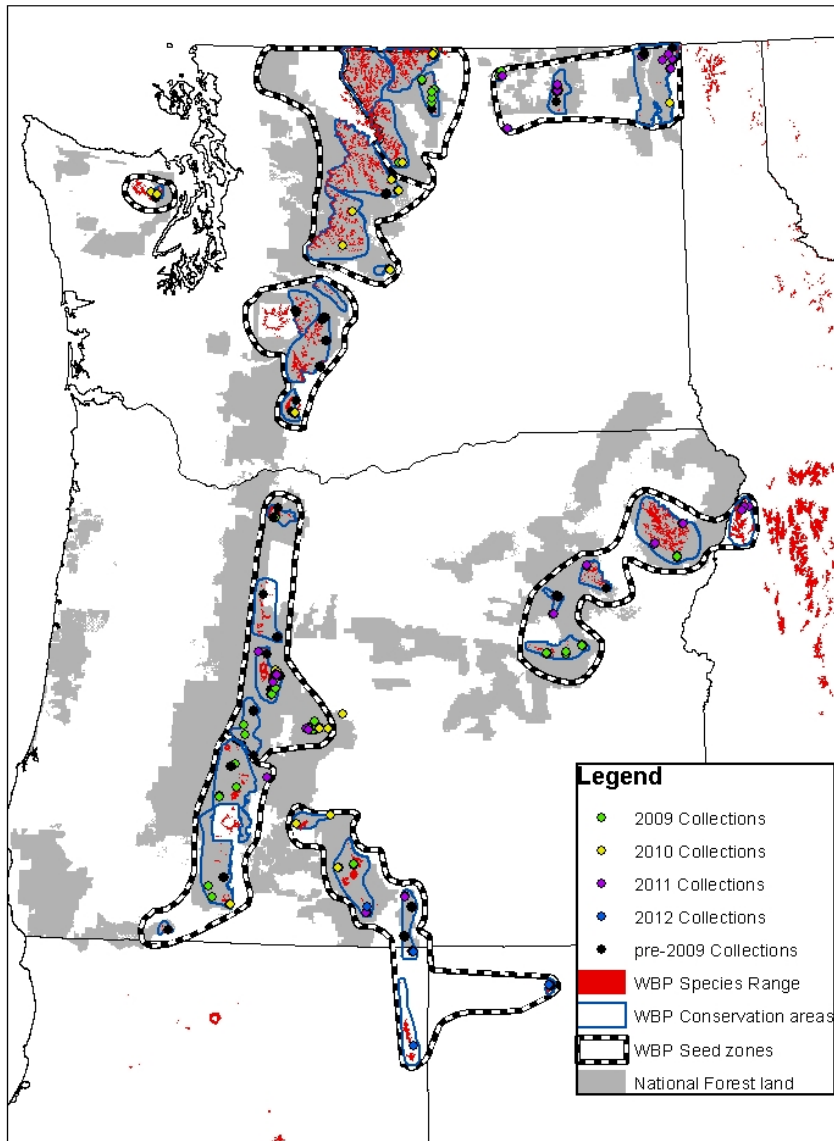 Legend
2009 Collections
2010 Collections
2011 Collections
2012 Collections
pre-2009 Collections
WBP Species Range
WBP Conservation areas
WBP Seed zones
National Forest land